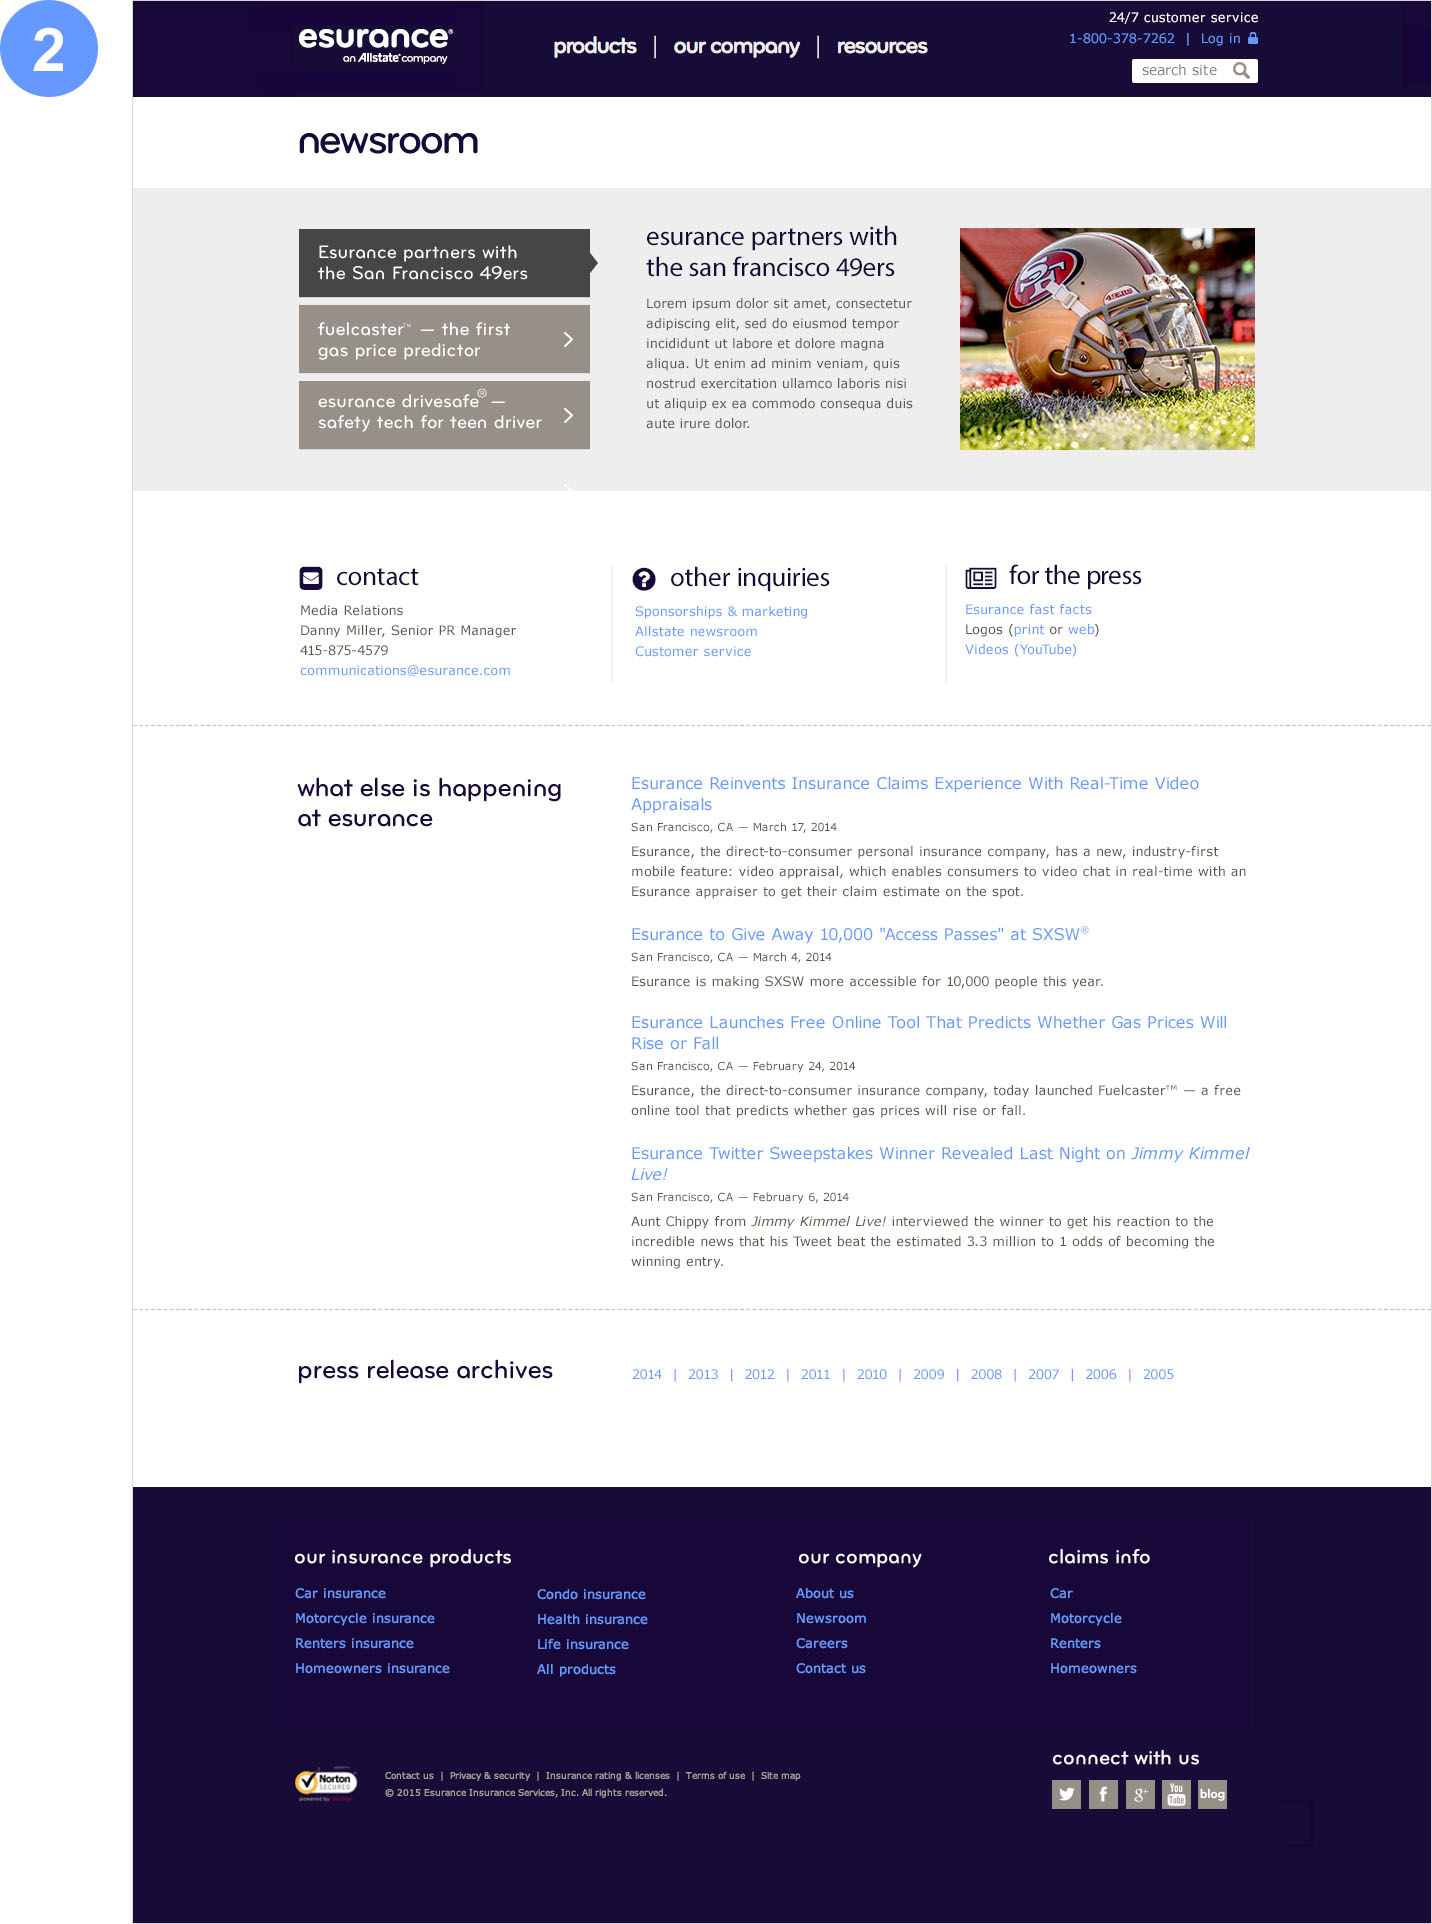 2
esurance®
an Allstate® company
products | our company | resources
24/7 customer service
1-800-378-7262 | Log in
search site
newsroom
Esurance partners with
the San Francisco 49ers
fuelcaster™ — the first
gas price predictor
esurance drivesafe® —
safety tech for teen driver
esurance partners with
the san francisco 49ers
Lorem ipsum dolor sit amet, consectetur
adipiscing elit, sed do eiusmod tempor
incididunt ut labore et dolore magna
aliqua. Ut enim ad minim veniam, quis
nostrud exercitation ullamco laboris nisi
ut aliquip ex ea commodo consequa duis
aute irure dolor.
SF
49ERS
contact
Media Relations
Danny Miller, Senior PR Manager
415-875-4579
communications@esurance.com
other inquiries
Sponsorships & marketing
Allstate newsroom
Customer service
for the press
Esurance fast facts
Logos (print or web)
Videos (YouTube)
what else is happening
at esurance
Esurance Reinvents Insurance Claims Experience With Real-Time Video
Appraisals
San Francisco, CA — March 17, 2014
Esurance, the direct-to-consumer personal insurance company, has a new, industry-first
mobile feature: video appraisal, which enables consumers to video chat in real-time with an
Esurance appraiser to get their claim estimate on the spot.
Esurance to Give Away 10,000 "Access Passes" at SXSW®
San Francisco, CA — March 4, 2014
Esurance is making SXSW more accessible for 10,000 people this year.
Esurance Launches Free Online Tool That Predicts Whether Gas Prices Will
Rise or Fall
San Francisco, CA — February 24, 2014
Esurance, the direct-to-consumer insurance company, today launched Fuelcaster™ — a free
online tool that predicts whether gas prices will rise or fall.
Esurance Twitter Sweepstakes Winner Revealed Last Night on Jimmy Kimmel
Live!
San Francisco, CA — February 6, 2014
Aunt Chippy from Jimmy Kimmel Live! interviewed the winner to get his reaction to the
incredible news that his Tweet beat the estimated 3.3 million to 1 odds of becoming the
winning entry.
press release archives
2014 | 2013 | 2012 | 2011 | 2010 | 2009 | 2008 | 2007 | 2006 | 2005
our insurance products
Car insurance
Motorcycle insurance
Renters insurance
Homeowners insurance
Condo insurance
Health insurance
Life insurance
All products
our company
About us
Newsroom
Careers
Contact us
claims info
Car
Motorcycle
Renters
Homeowners
Norton
SECURED
powered by
Contact us | Privacy & security | Insurance rating & licenses | Terms of use | Site map
© 2015 Esurance Insurance Services, Inc. All rights reserved.
connect with us
f
g+
You
Tube
blog